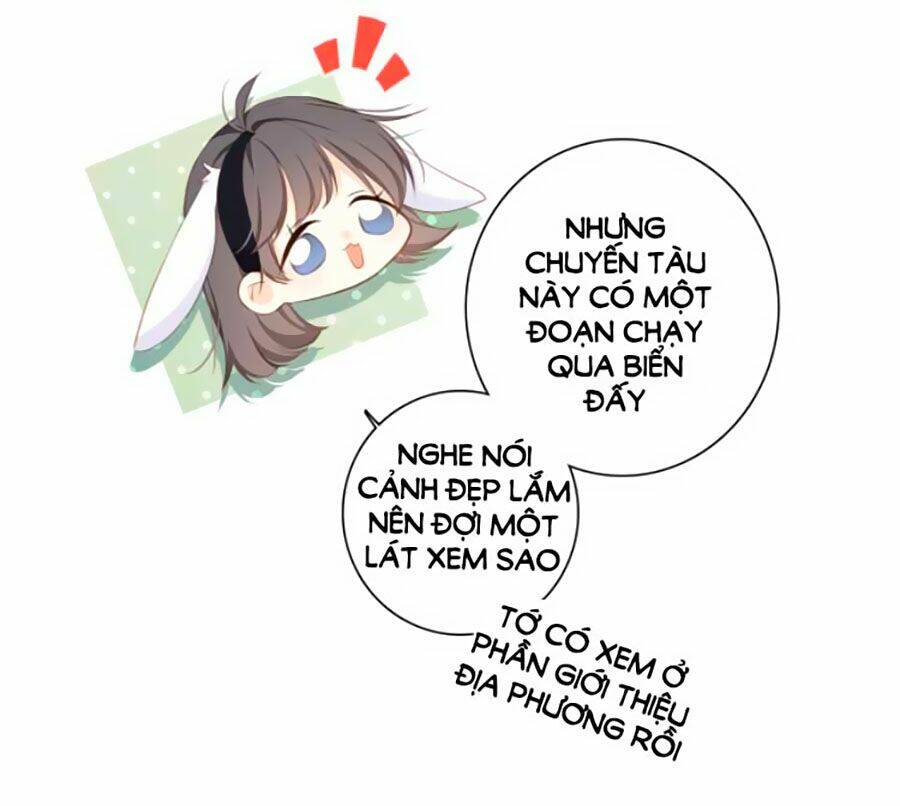 NHƯNG
CHUYẾN TÀU
NÀY CÓ MỘT
ĐOẠN CHẠY
QUA BIỂN
ĐẤY
NGHE NÓI
CẢNH ĐẸP LẮM
NÊN ĐỢI MỘT
LÁT XEM SAO
TỚ CÓ XEM Ở
PHẦN GIỚI THIỆU
ĐỊA PHƯƠNG RỒI